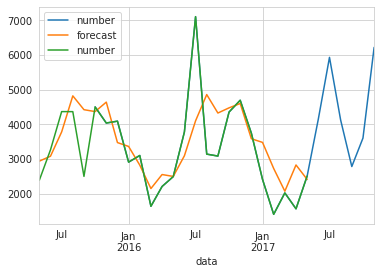 7000
6000
5000
4000
3000
2000
number
forecast
number
Jul
Jan
2016
Jul
Jan
2017
Jul
data